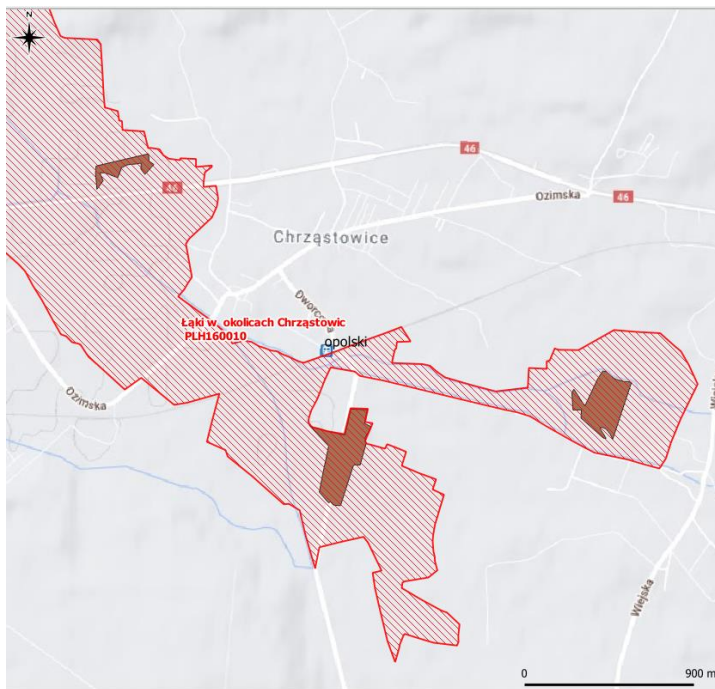 N
46
Ozimska
46
46
Chrząstowice
Dworcowa
Łąki w okolicach Chrząstowic
PLH160010
opolski
Ozimska
Wiejska
0 900 m